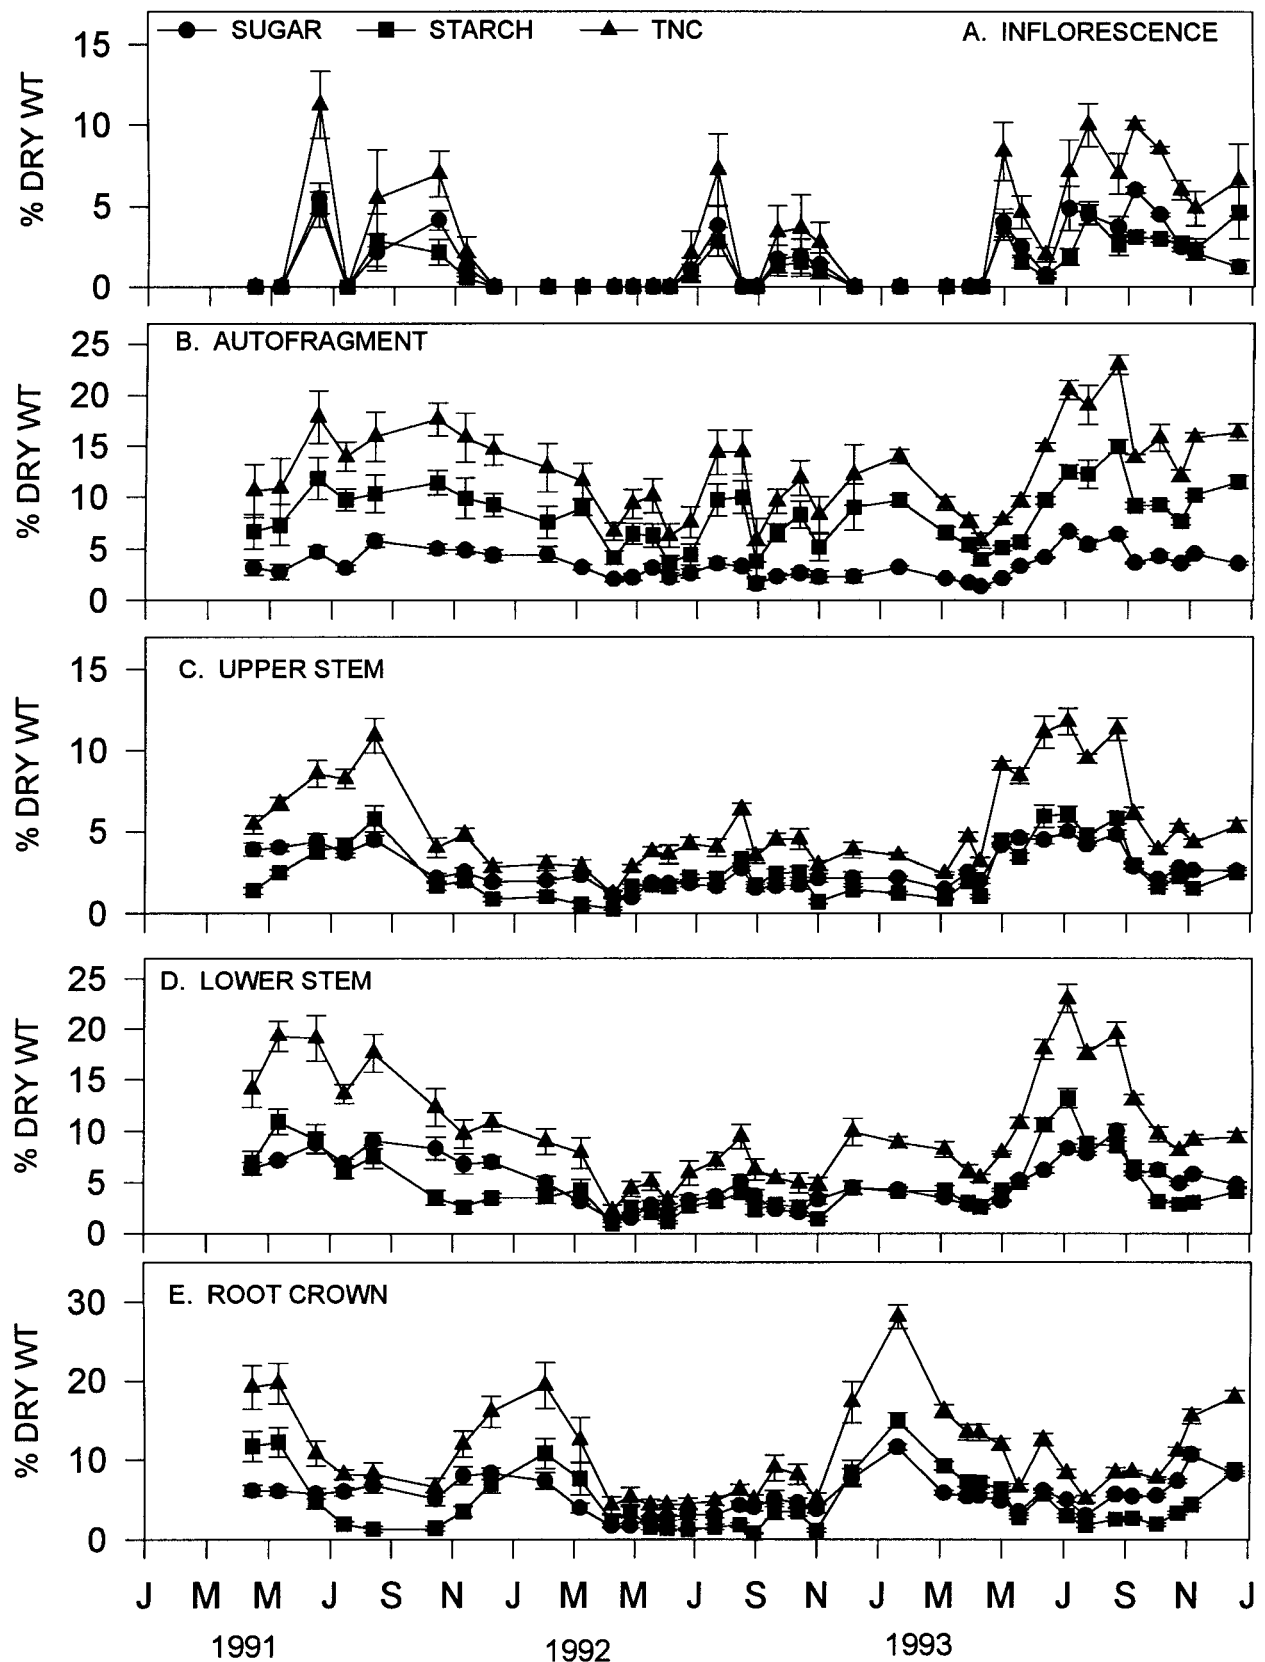 SUGAR STARCH TNC A. INFLORESCENCE
15
10
5
0
% DRY WT
B. AUTOFRAGMENT
25
20
15
10
5
0
% DRY WT
C. UPPER STEM
15
10
5
0
% DRY WT
D. LOWER STEM
25
20
15
10
5
0
% DRY WT
E. ROOT CROWN
30
20
10
0
% DRY WT
J M M J S N J M M J S N J M M J S N J
1991 1992 1993